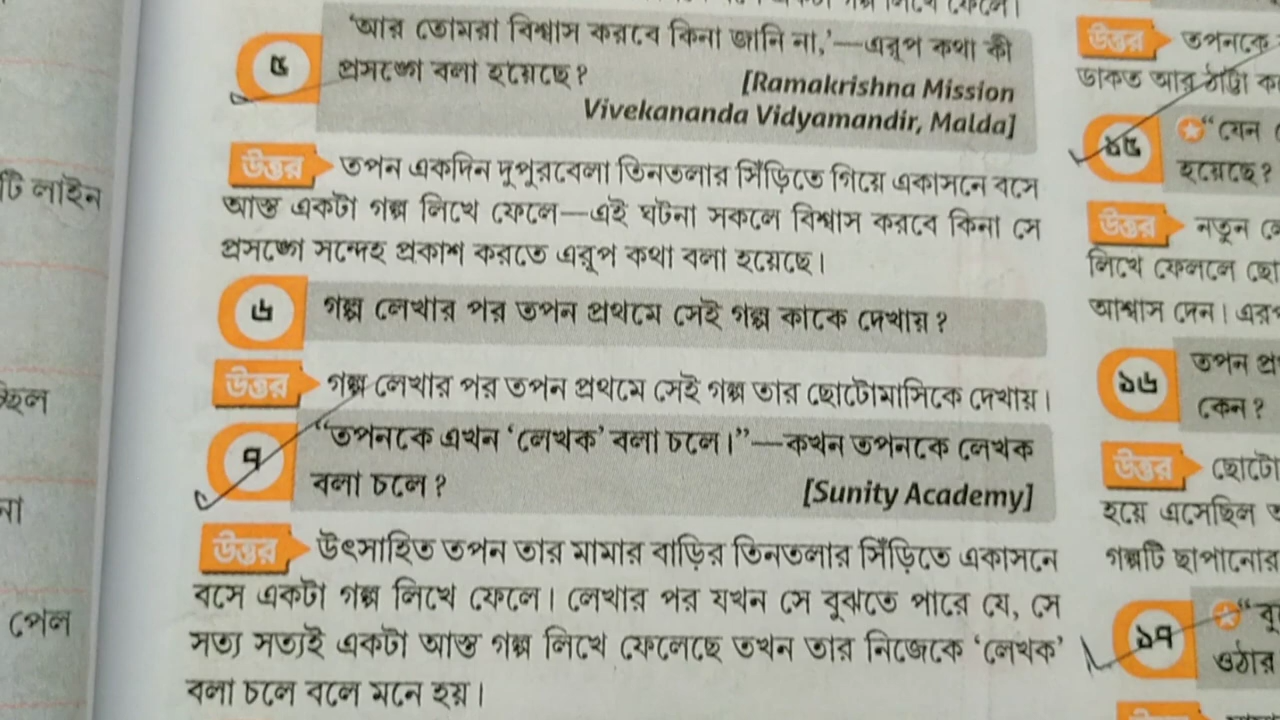 ৫ 'আর তোমরা বিশ্বাস করবে কিনা জানি না,'—এরূপ কথা কী
প্রসঙ্গে বলা হয়েছে? [Ramakrishna Mission
Vivekananda Vidyamandir, Malda]
উত্তর তপন একদিন দুপুরবেলা তিনতলার সিঁড়িতে গিয়ে একাসনে বসে
আস্ত একটা গল্প লিখে ফেলে—এই ঘটনা সকলে বিশ্বাস করবে কিনা সে
প্রসঙ্গে সন্দেহ প্রকাশ করতে এরূপ কথা বলা হয়েছে।
৬ গল্প লেখার পর তপন প্রথমে সেই গল্প কাকে দেখায়?
উত্তর গল্প লেখার পর তপন প্রথমে সেই গল্প তার ছোটোমাসিকে দেখায়।
৭ "তপনকে এখন 'লেখক' বলা চলে।"—কখন তপনকে লেখক
বলা চলে? [Sunity Academy]
উত্তর উৎসাহিত তপন তার মামার বাড়ির তিনতলার সিঁড়িতে একাসনে
বসে একটা গল্প লিখে ফেলে। লেখার পর যখন সে বুঝতে পারে যে, সে
সত্য সত্যই একটা আস্ত গল্প লিখে ফেলেছে তখন তার নিজেকে 'লেখক'
বলা চলে বলে মনে হয়।
টি লাইন
পেল
উত্তর তপনকে
ডাকত আর ঠাট্টা
১৫ "যেন
হয়েছে?
উত্তর নতুন
লিখে ফেললে
আশ্বাস দেন।
১৬ তপন
কেন?
উত্তর ছোটো
হয়ে এসেছিল
গল্পটি ছাপানোর
১৭
ওঠার